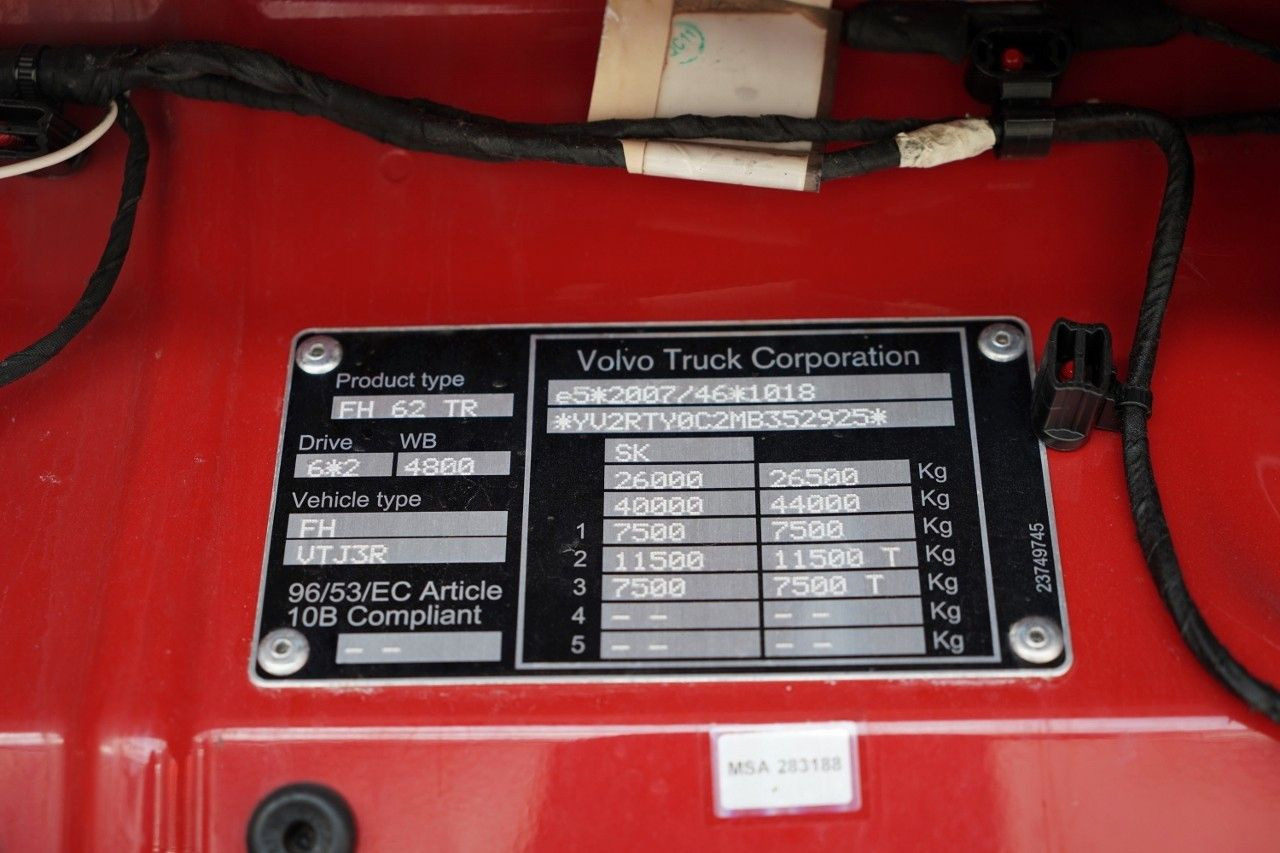 Product type
FH 62 TR
Drive WB
6*2 4800
Vehicle type
FH
VTJ3R
96/53/EC Article
10B Compliant
– –
Volvo Truck Corporation
e5*2007/46*1018
*YV2RTY0C2MB352925*
SK
26000 26500 Kg
40000 44000 Kg
1 7500 7500 Kg
2 11500 11500 T Kg
3 7500 7500 T Kg
4 – – – – Kg
5 – – – – Kg
23749745
MSA 283188